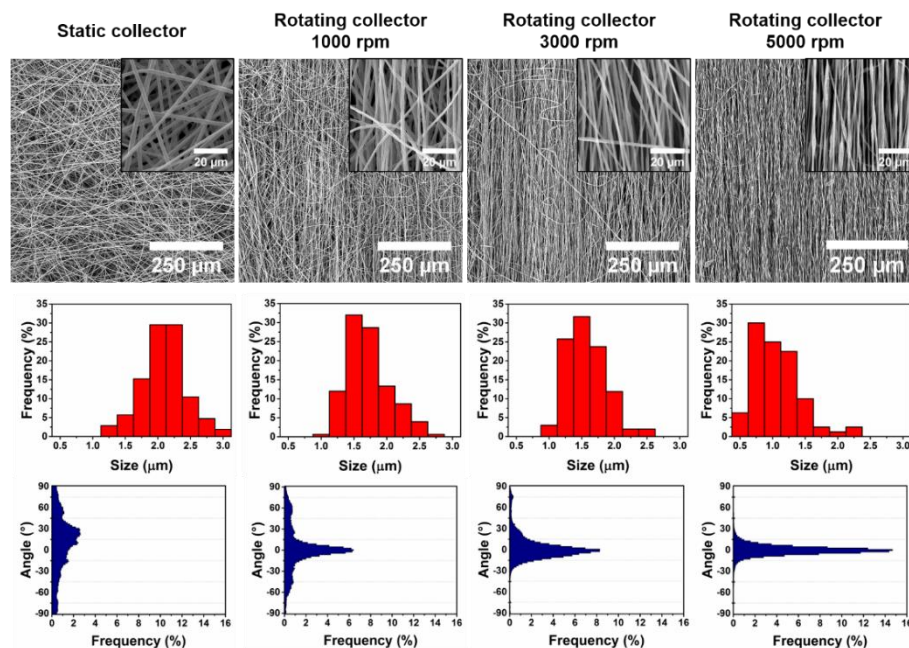 Static collector
Rotating collector
1000 rpm
Rotating collector
3000 rpm
Rotating collector
5000 rpm
20 µm
20 µm
20 µm
20 µm
250 µm
250 µm
250 µm
250 µm
Frequency (%)
35
30
25
20
15
10
5
0
0.5 1.0 1.5 2.0 2.5 3.0
Size (µm)
Frequency (%)
35
30
25
20
15
10
5
0
0.5 1.0 1.5 2.0 2.5 3.0
Size (µm)
Frequency (%)
35
30
25
20
15
10
5
0
0.5 1.0 1.5 2.0 2.5 3.0
Size (µm)
Frequency (%)
35
30
25
20
15
10
5
0
0.5 1.0 1.5 2.0 2.5 3.0
Size (µm)
Angle (°)
90
60
30
0
-30
-60
-90
0 2 4 6 8 10 12 14 16
Frequency (%)
Angle (°)
90
60
30
0
-30
-60
-90
0 2 4 6 8 10 12 14 16
Frequency (%)
Angle (°)
90
60
30
0
-30
-60
-90
0 2 4 6 8 10 12 14 16
Frequency (%)
Angle (°)
90
60
30
0
-30
-60
-90
0 2 4 6 8 10 12 14 16
Frequency (%)